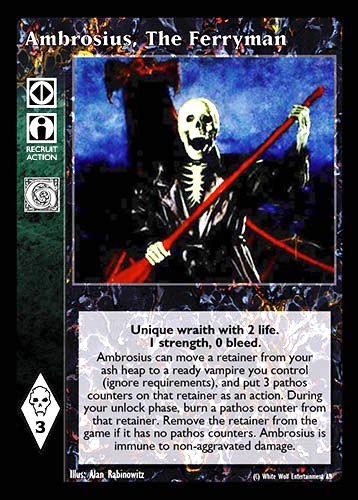 Ambrosius, The Ferryman
RECRUIT
ACTION
Unique wraith with 2 life.
1 strength, 0 bleed.
Ambrosius can move a retainer from your
ash heap to a ready vampire you control
(ignore requirements), and put 3 pathos
counters on that retainer as an action. During
your unlock phase, burn a pathos counter from
that retainer. Remove the retainer from the
game if it has no pathos counters. Ambrosius is
immune to non-aggravated damage.
3
Illus: Alan Rabinowitz
(C) White Wolf Entertainment AB